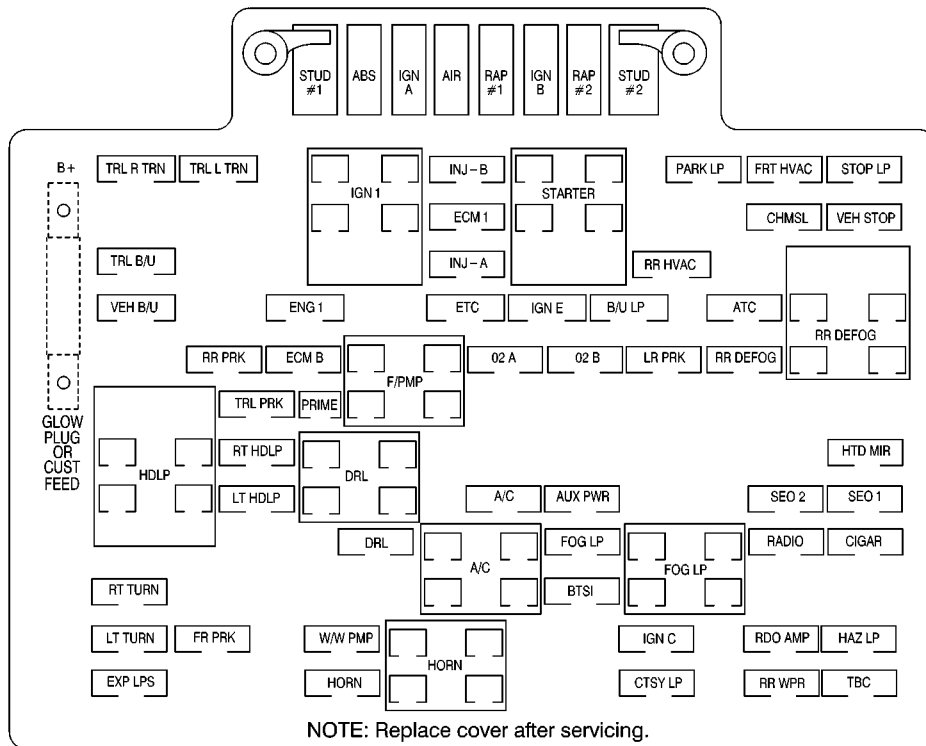 STUD #1
ABS
IGN A
AIR
RAP #1
IGN B
RAP #2
STUD #2
B+
TRL R TRN
TRL L TRN
IGN 1
INJ-B
STARTER
PARK LP
FRT HVAC
STOP LP
ECM 1
CHMSL
VEH STOP
TRL B/U
INJ-A
RR HVAC
VEH B/U
ENG 1
ETC
IGN E
B/U LP
ATC
RR DEFOG
RR PRK
ECM B
F/PMP
02 A
02 B
LR PRK
RR DEFOG
TRL PRK
PRIME
GLOW
PLUG
OR
CUST
FEED
HDLP
RT HDLP
DRL
HTD MIR
LT HDLP
A/C
AUX PWR
SEO 2
SEO 1
DRL
A/C
FOG LP
FOG LP
RADIO
CIGAR
RT TURN
BTSI
LT TURN
FR PRK
W/W PMP
HORN
IGN C
RDO AMP
HAZ LP
EXP LPS
HORN
CTSY LP
RR WPR
TBC
NOTE: Replace cover after servicing.